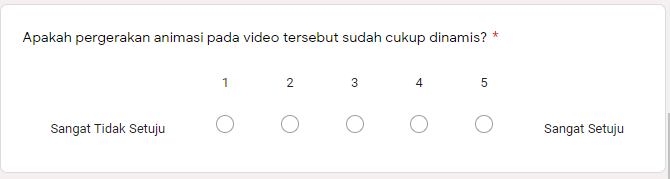 Apakah pergerakan animasi pada video tersebut sudah cukup dinamis? *
1 2 3 4 5
Sangat Tidak Setuju Sangat Setuju